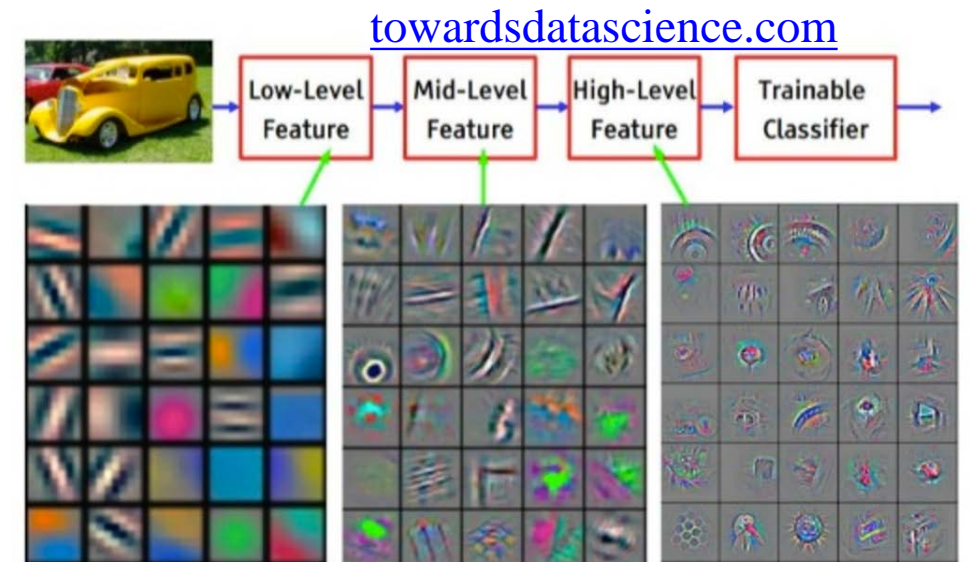 towardsdatascience.com
Low-Level
Feature
Mid-Level
Feature
High-Level
Feature
Trainable
Classifier